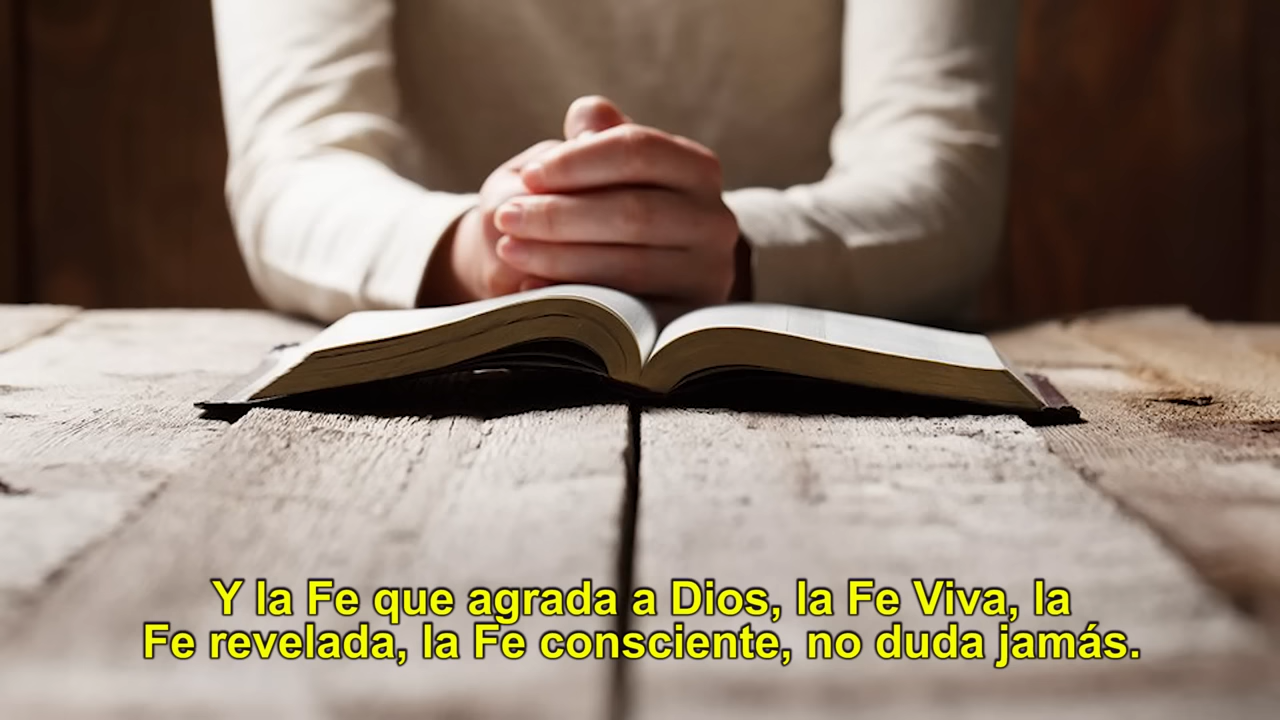 Y la Fe que agrada a Dios, la Fe Viva, la
Fe revelada, la Fe consciente, no duda jamás.